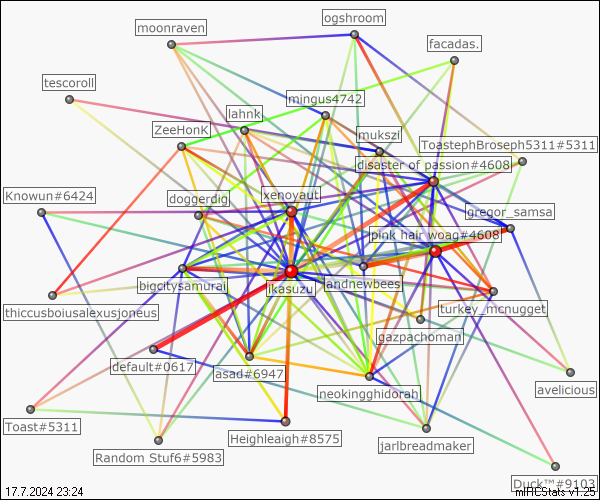 ogshroom
moonraven
facadas.
tescoroll
mingus4742
lahnk
ZeeHonK
mukszi
ToastephBroseph5311#5311
disaster of passion#4608
Knowun#6424
doggerdig
xenoyaut
gregor_samsa
pink hair woag#4608
bigcitysamurai
ikasuzu
landnewbees
thiccusboiusalexusjoneus
turkey_mcnugget
gazpachoman
default#0617
asad#6947
neokingghidorah
avelicious
Toast#5311
Heighleigh#8575
jarlbreadmaker
Random Stuf6#5983
Duck™#9103
17.7.2024 23:24
mIRCStats v1.25